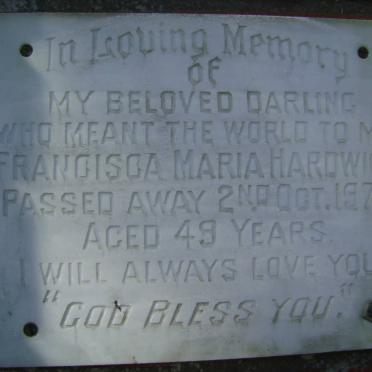 In Loving Memory
of
MY BELOVED DARLING
WHO MEANT THE WORLD TO M
FRANCISCA MARIA HARDWI
PASSED AWAY 2ND OCT. 197
AGED 49 YEARS.
I WILL ALWAYS LOVE YOU
"GOD BLESS YOU."